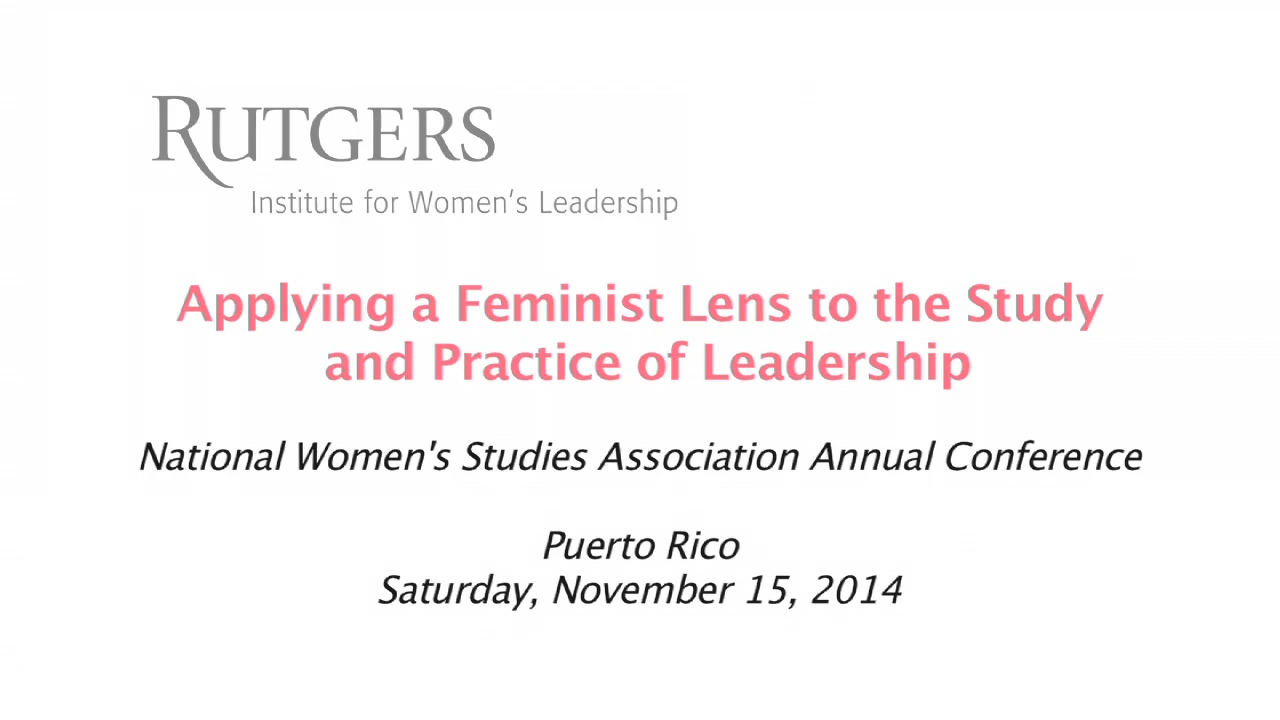 RUTGERS
Institute for Women's Leadership
Applying a Feminist Lens to the Study
and Practice of Leadership
National Women's Studies Association Annual Conference
Puerto Rico
Saturday, November 15, 2014